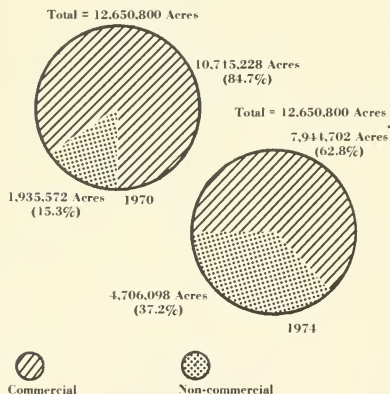 Total = 12,650,800 Acres
10,715,228 Acres
(84.7%)
1,935,572 Acres
(15.3%)
1970
Total = 12,650,800 Acres
7,944,702 Acres
(62.8%)
4,706,098 Acres
(37.2%)
1974
Commercial
Non-commercial